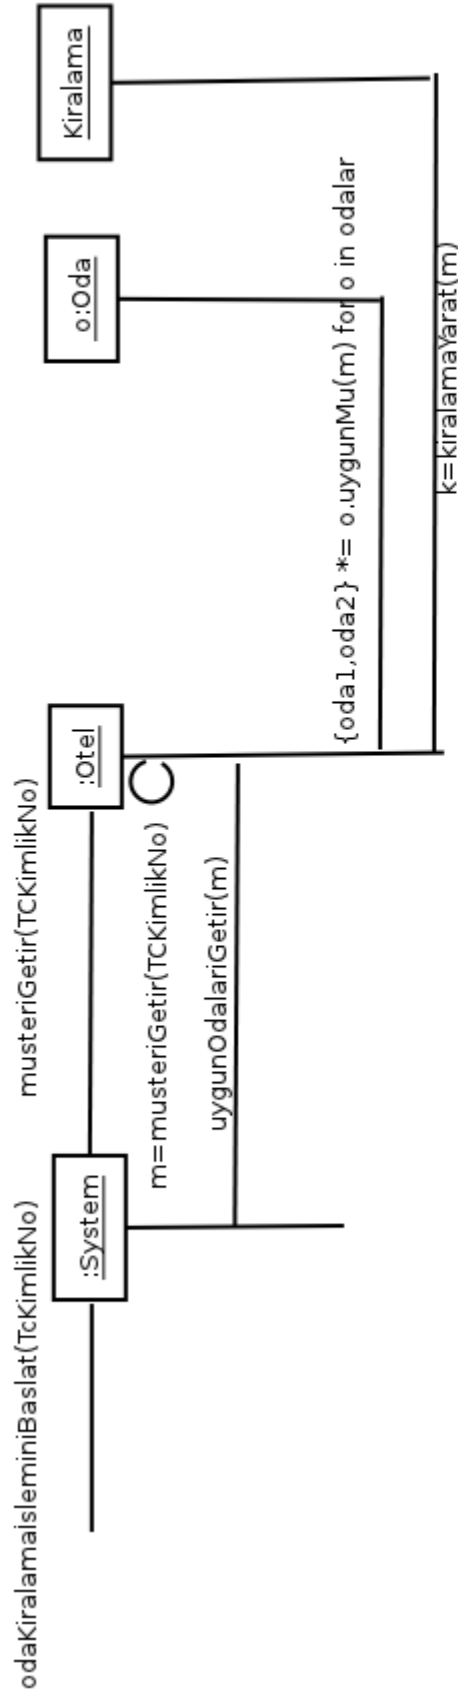 odaKiralamaisleminiBaslat(TcKimlikNo)
:System
musteriGetir(TCKimlikNo)
:Otel
o:Oda
Kiralama
m=musteriGetir(TCKimlikNo)
uygunOdalariGetir(m)
{oda1,oda2} *= o.uygunMu(m) for o in odalar
k=kiralamaYarat(m)